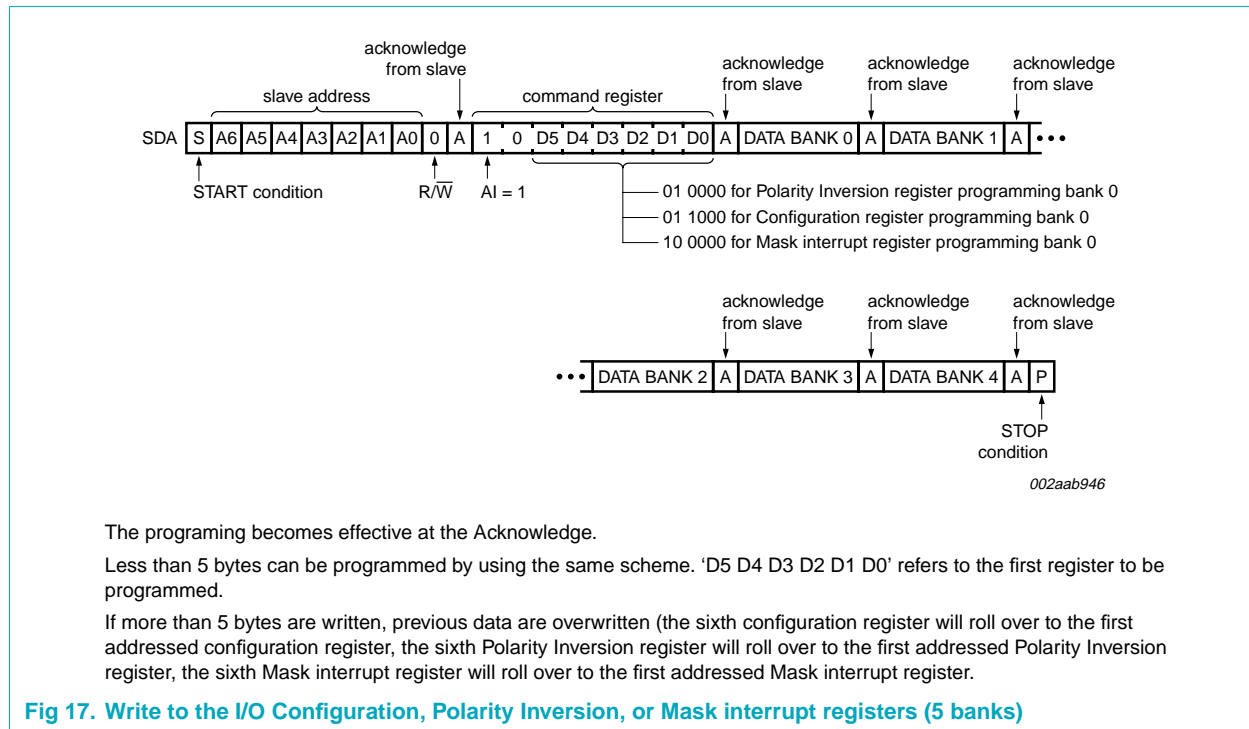 acknowledge
from slave
acknowledge
from slave
acknowledge
from slave
acknowledge
from slave
slave address
command register
SDA S A6 A5 A4 A3 A2 A1 A0 0 A 1 0 D5 D4 D3 D2 D1 D0 A DATA BANK 0 A DATA BANK 1 A •••
START condition
R/W̅
AI = 1
01 0000 for Polarity Inversion register programming bank 0
01 1000 for Configuration register programming bank 0
10 0000 for Mask interrupt register programming bank 0
acknowledge
from slave
acknowledge
from slave
acknowledge
from slave
••• DATA BANK 2 A DATA BANK 3 A DATA BANK 4 A P
STOP
condition
002aab946
The programing becomes effective at the Acknowledge.
Less than 5 bytes can be programmed by using the same scheme. ‘D5 D4 D3 D2 D1 D0’ refers to the first register to be
programmed.
If more than 5 bytes are written, previous data are overwritten (the sixth configuration register will roll over to the first
addressed configuration register, the sixth Polarity Inversion register will roll over to the first addressed Polarity Inversion
register, the sixth Mask interrupt register will roll over to the first addressed Mask interrupt register.
Fig 17. Write to the I/O Configuration, Polarity Inversion, or Mask interrupt registers (5 banks)